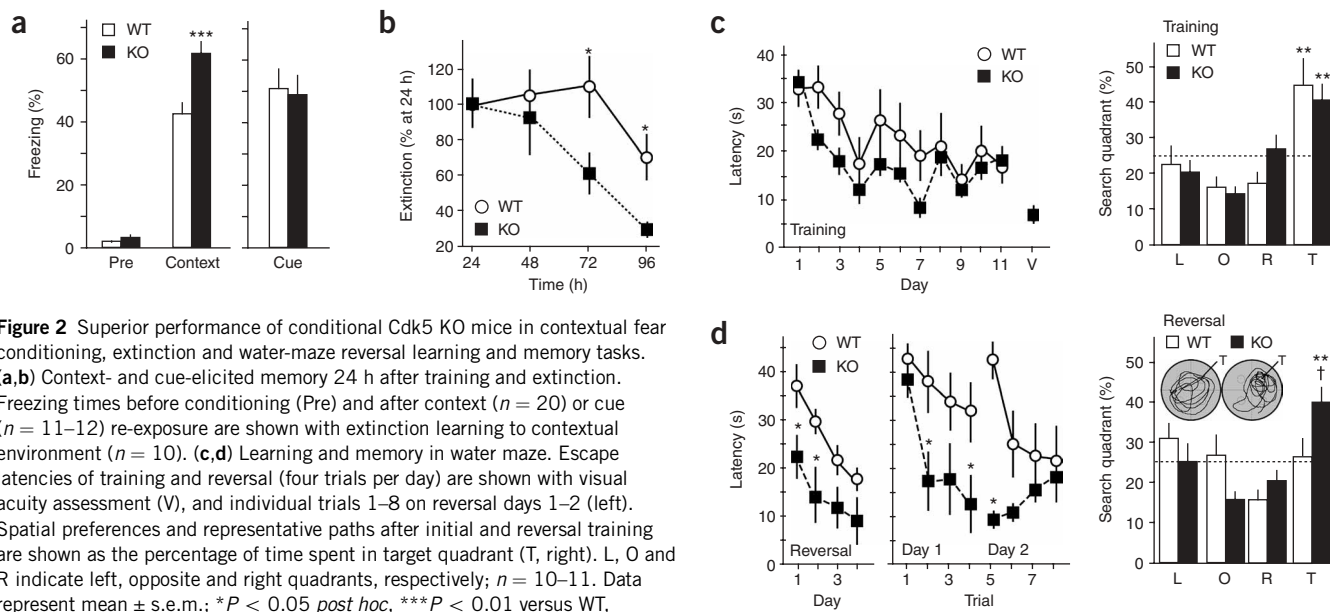 a
WT
KO
***
Freezing (%)
60
40
20
0
Pre
Context
Cue
b
Extinction (% at 24 h)
120
100
80
60
40
20
*
*
WT
KO
24
48
72
96
Time (h)
c
Latency (s)
40
30
20
10
0
WT
KO
Training
1
3
5
7
9
11
V
Day
Training
WT
KO
**
**
Search quadrant (%)
50
40
30
20
10
0
L
O
R
T
Figure 2 Superior performance of conditional Cdk5 KO mice in contextual fear
conditioning, extinction and water-maze reversal learning and memory tasks.
(a,b) Context- and cue-elicited memory 24 h after training and extinction.
Freezing times before conditioning (Pre) and after context (n = 20) or cue
(n = 11–12) re-exposure are shown with extinction learning to contextual
environment (n = 10). (c,d) Learning and memory in water maze. Escape
latencies of training and reversal (four trials per day) are shown with visual
acuity assessment (V), and individual trials 1–8 on reversal days 1–2 (left).
Spatial preferences and representative paths after initial and reversal training
are shown as the percentage of time spent in target quadrant (T, right). L, O and
R indicate left, opposite and right quadrants, respectively; n = 10–11. Data
represent mean ± s.e.m.; *P < 0.05 post hoc, ***P < 0.01 versus WT,
d
Latency (s)
40
30
20
10
0
WT
KO
*
*
Reversal
1
3
Day
*
*
*
Day 1
Day 2
1
3
5
7
Trial
Reversal
WT
KO
T
T
**
†
Search quadrant (%)
50
40
30
20
10
0
L
O
R
T